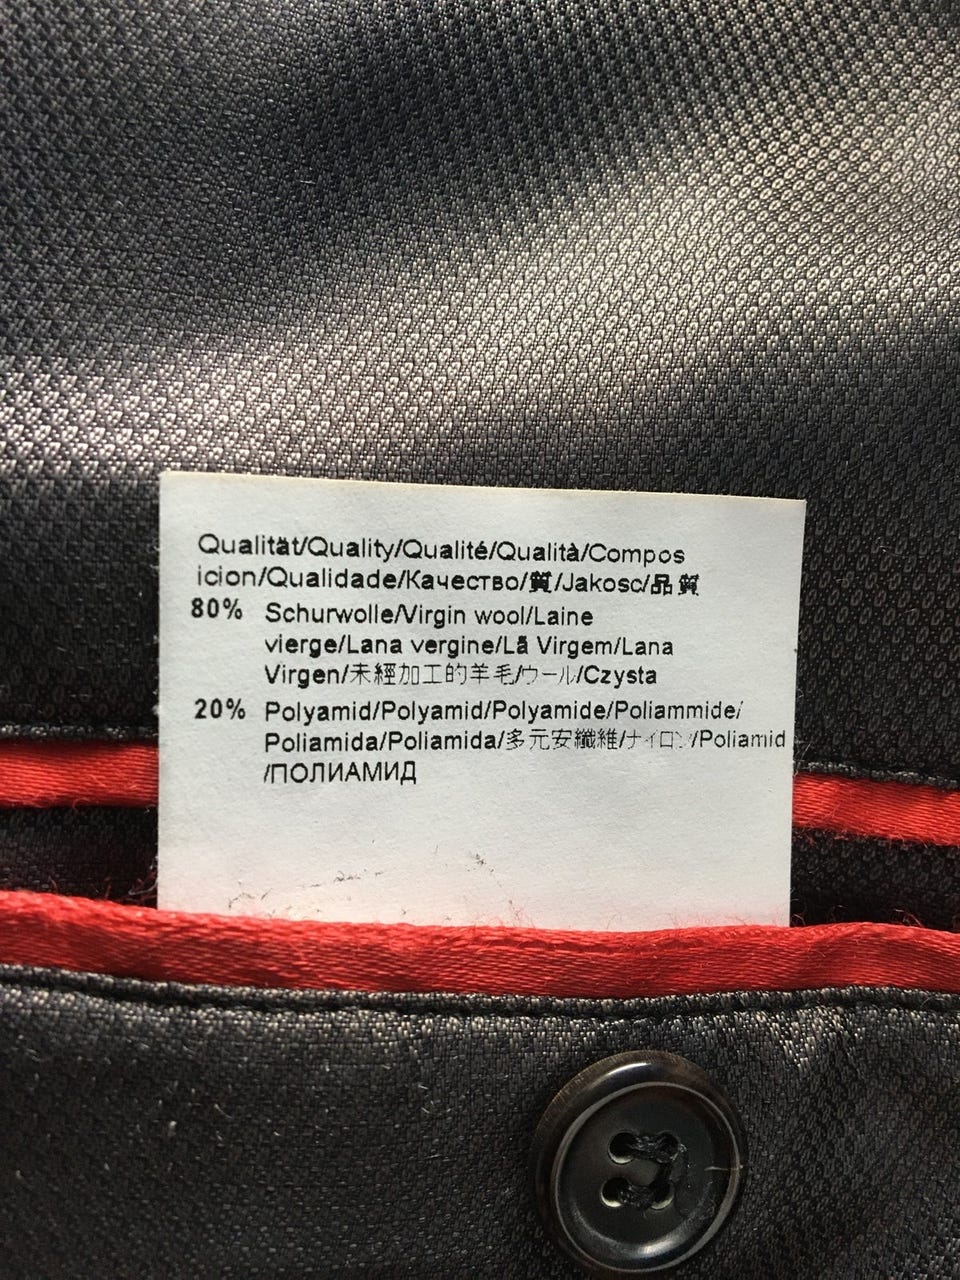 Qualität/Quality/Qualité/Qualità/Compos
icion/Qualidade/Качество/質/Jakosc/品質
80% Schurwolle/Virgin wool/Laine
vierge/Lana vergine/Lã Virgem/Lana
Virgen/未經加工的羊毛/ウール/Czysta
20% Polyamid/Polyamid/Polyamide/Poliammide/
Poliamida/Poliamida/多元安纖維/ナイロン/Poliamid
/ПОЛИАМИД